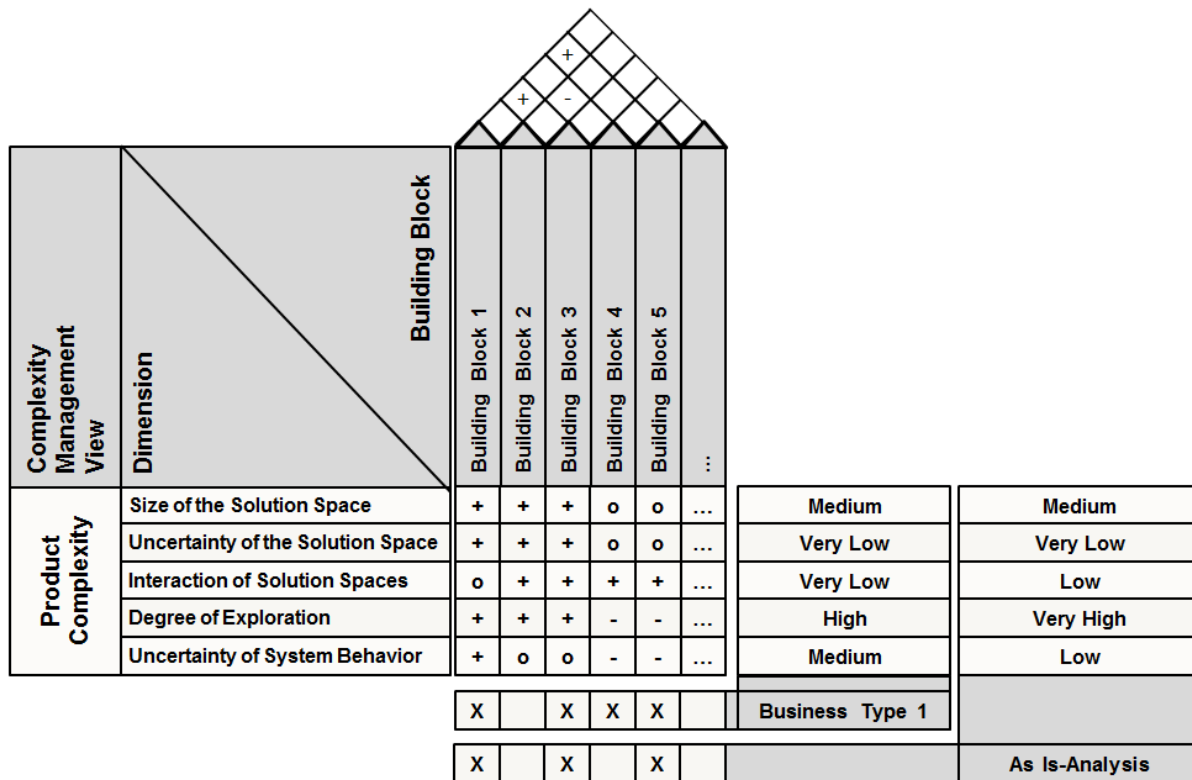 +
+ -
Complexity
Management
View
Dimension
Building Block
Building Block 1
Building Block 2
Building Block 3
Building Block 4
Building Block 5
...
Product
Complexity
Size of the Solution Space + + + o o ... Medium Medium
Uncertainty of the Solution Space + + + o o ... Very Low Very Low
Interaction of Solution Spaces o + + + + ... Very Low Low
Degree of Exploration + + + - - ... High Very High
Uncertainty of System Behavior + o o - - ... Medium Low
X X X X Business Type 1
X X X As Is-Analysis